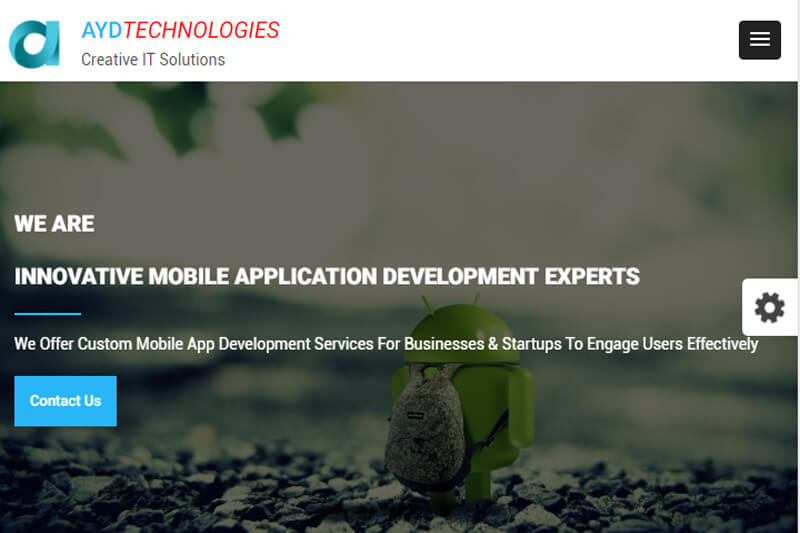 AYDTECHNOLOGIES
Creative IT Solutions
WE ARE
INNOVATIVE MOBILE APPLICATION DEVELOPMENT EXPERTS
We Offer Custom Mobile App Development Services For Businesses & Startups To Engage Users Effectively
Contact Us